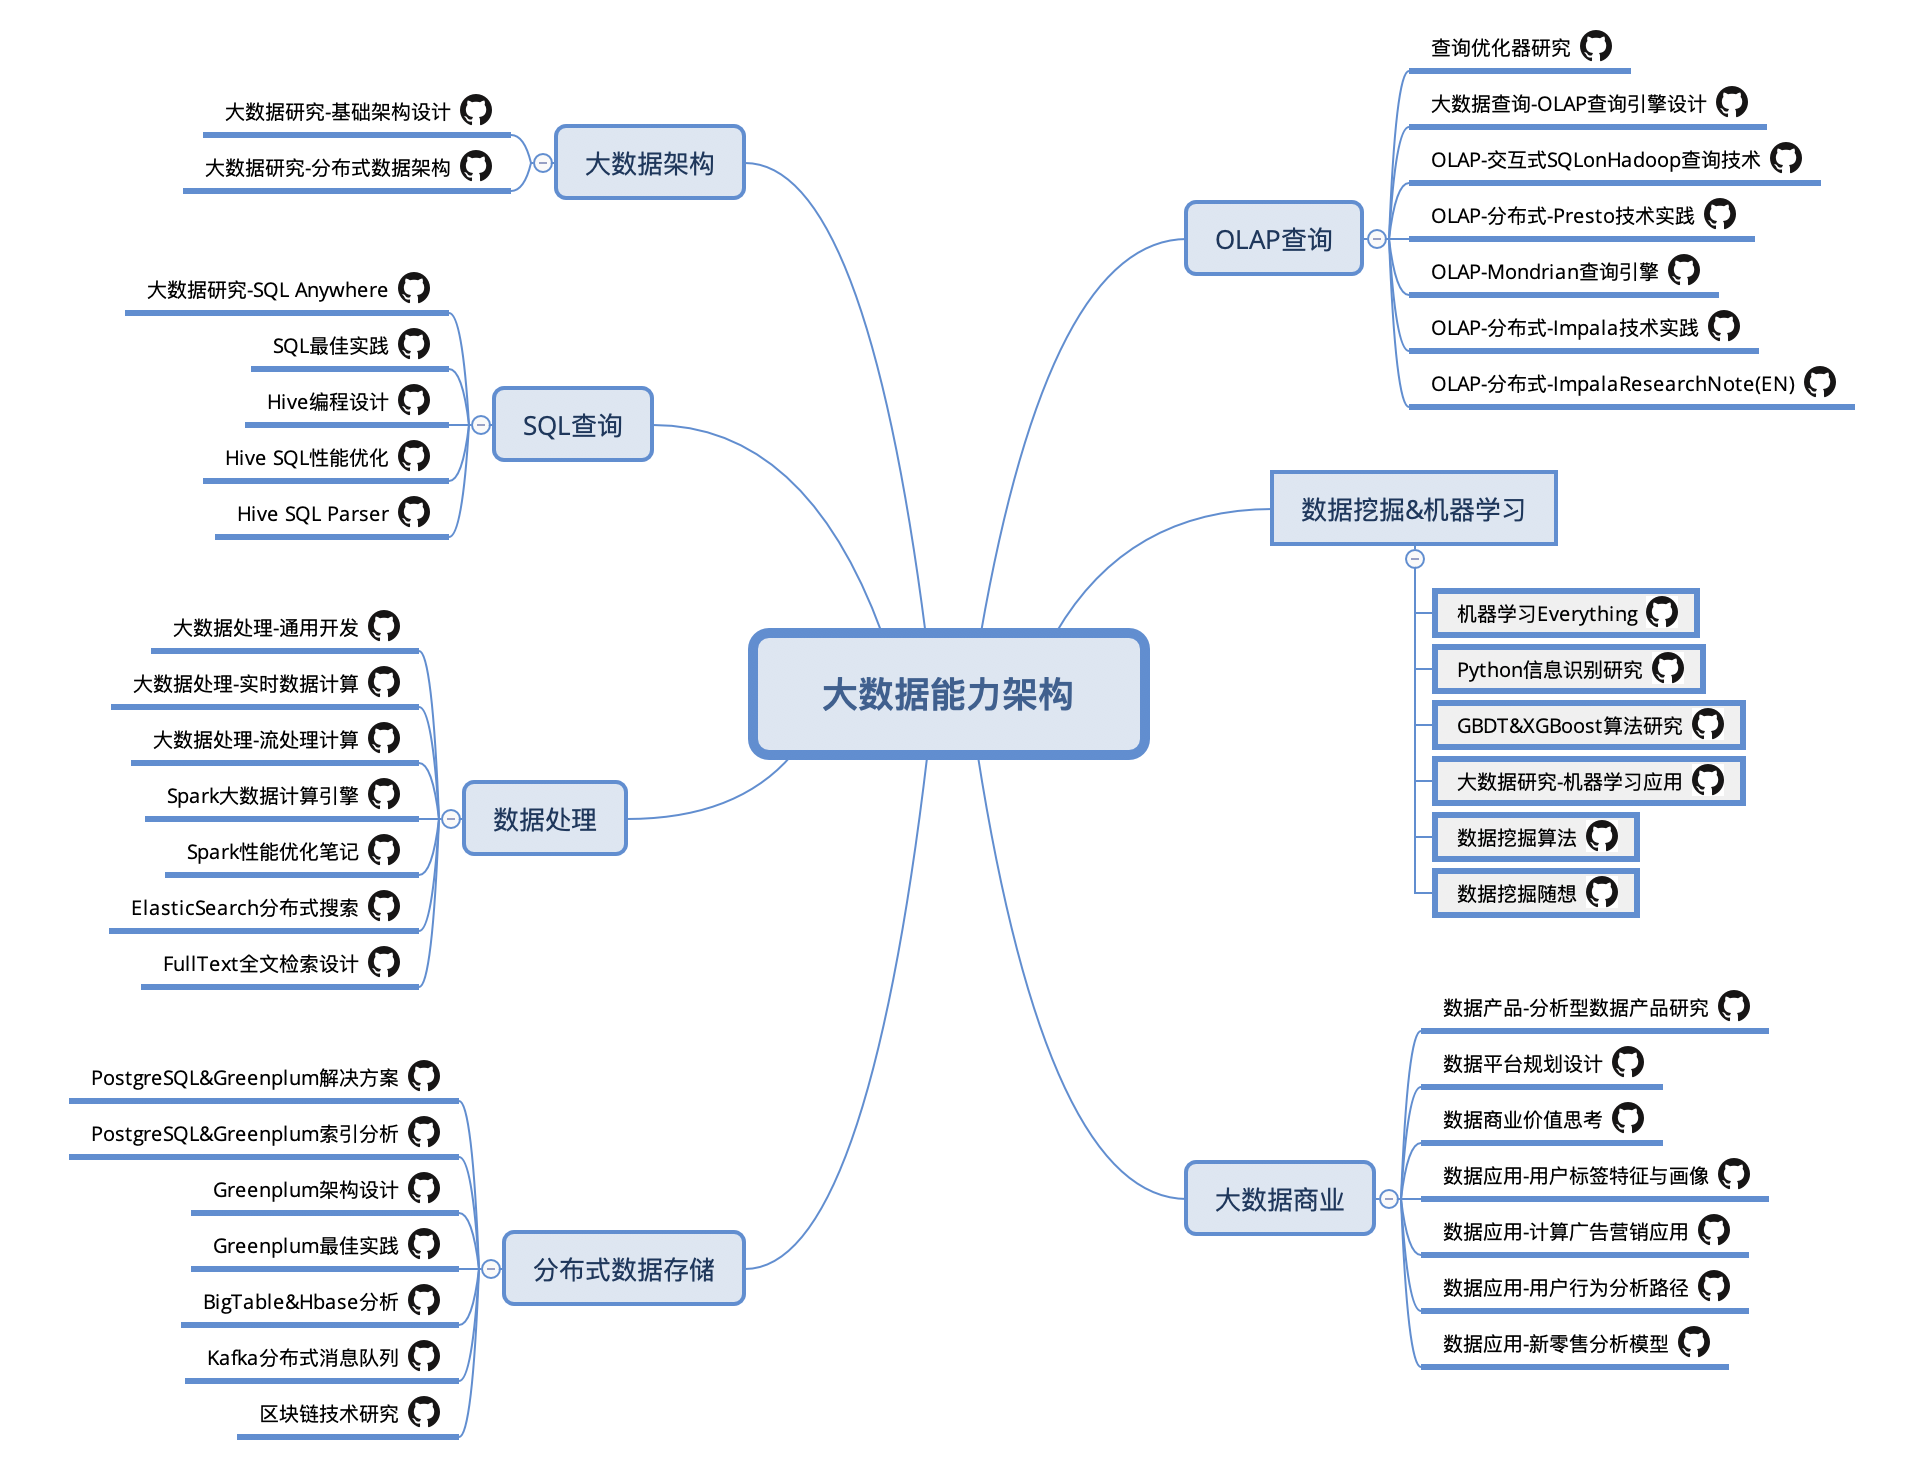 大数据能力架构
大数据架构
大数据研究-基础架构设计
大数据研究-分布式数据架构
SQL查询
大数据研究-SQL Anywhere
SQL最佳实践
Hive编程设计
Hive SQL性能优化
Hive SQL Parser
数据处理
大数据处理-通用开发
大数据处理-实时数据计算
大数据处理-流处理计算
Spark大数据计算引擎
Spark性能优化笔记
ElasticSearch分布式搜索
FullText全文检索设计
分布式数据存储
PostgreSQL&Greenplum解决方案
PostgreSQL&Greenplum索引分析
Greenplum架构设计
Greenplum最佳实践
BigTable&Hbase分析
Kafka分布式消息队列
区块链技术研究
OLAP查询
查询优化器研究
大数据查询-OLAP查询引擎设计
OLAP-交互式SQLonHadoop查询技术
OLAP-分布式-Presto技术实践
OLAP-Mondrian查询引擎
OLAP-分布式-Impala技术实践
OLAP-分布式-ImpalaResearchNote(EN)
数据挖掘&机器学习
机器学习Everything
Python信息识别研究
GBDT&XGBoost算法研究
大数据研究-机器学习应用
数据挖掘算法
数据挖掘随想
大数据商业
数据产品-分析型数据产品研究
数据平台规划设计
数据商业价值思考
数据应用-用户标签特征与画像
数据应用-计算广告营销应用
数据应用-用户行为分析路径
数据应用-新零售分析模型